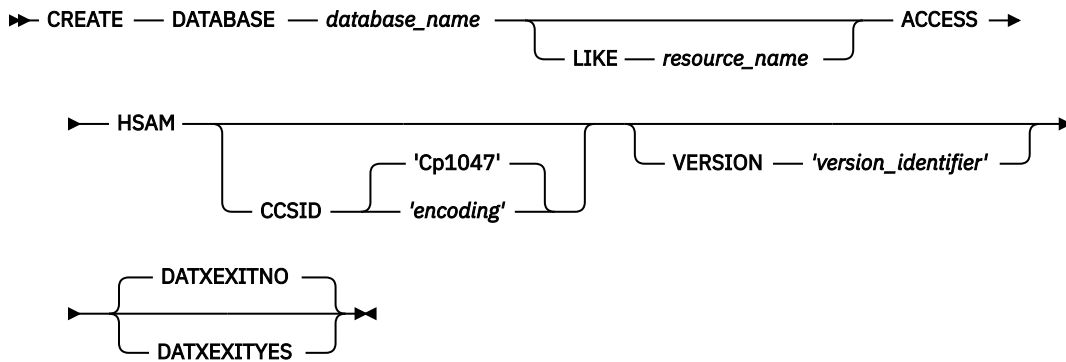 CREATE DATABASE database_name ACCESS
LIKE resource_name
HSAM
'Cp1047'
VERSION 'version_identifier'
CCSID 'encoding'
DATXEXITNO
DATXEXITYES